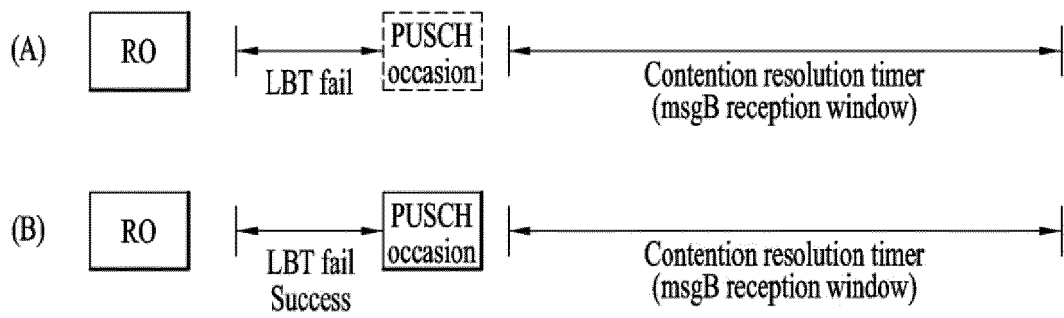 (A)
RO
LBT fail
PUSCH
occasion
Contention resolution timer
(msgB reception window)
(B)
RO
LBT fail
Success
PUSCH
occasion
Contention resolution timer
(msgB reception window)